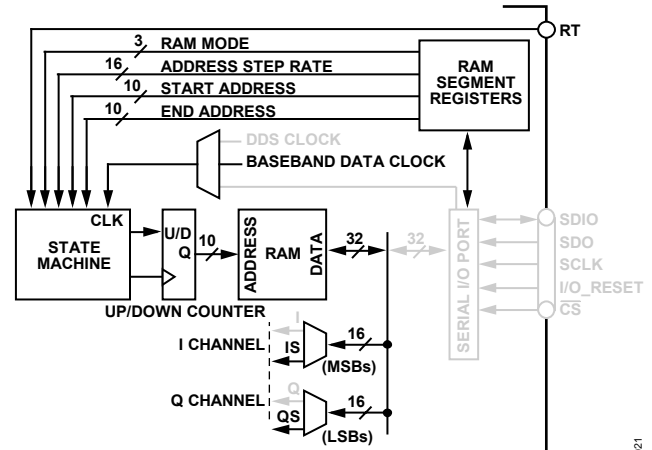 RT
3 RAM MODE
16 ADDRESS STEP RATE
10 START ADDRESS
10 END ADDRESS
RAM
SEGMENT
REGISTERS
DDS CLOCK
BASEBAND DATA CLOCK
CLK
STATE
MACHINE
U/D
Q
10
ADDRESS
RAM
DATA
32
32
SERIAL I/O PORT
SDIO
SDO
SCLK
I/O_RESET
CS
UP/DOWN COUNTER
I
I CHANNEL
IS
16
(MSBs)
Q
Q CHANNEL
QS
16
(LSBs)